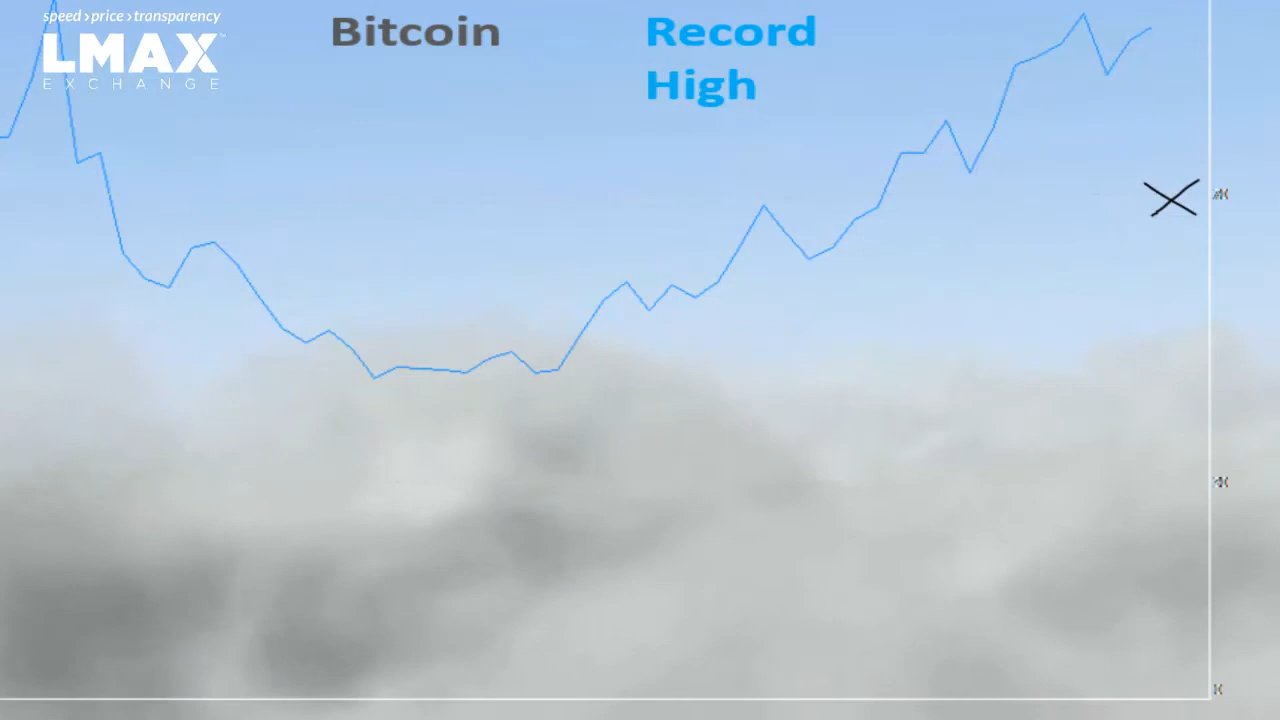 speed›price›transparency
LMAX
EXCHANGE
Bitcoin
Record
High